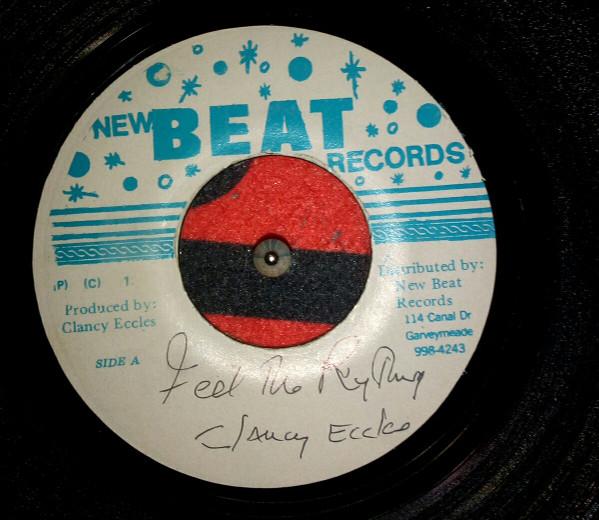 NEW BEAT
RECORDS
(P) (C) 1.
Produced by:
Clancy Eccles
SIDE A
Distributed by:
New Beat
Records
114 Canal Dr
Garveymeade
998-4243
Feel The
Clancy Eccles